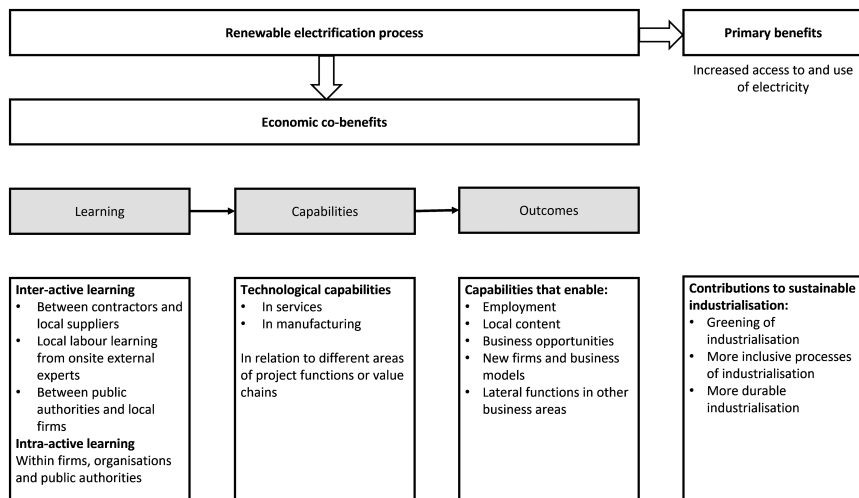 Renewable electrification process
Primary benefits
Increased access to and use
of electricity
Economic co-benefits
Learning
Capabilities
Outcomes
Inter-active learning
• Between contractors and
local suppliers
• Local labour learning
from onsite external
experts
• Between public
authorities and local
firms
Intra-active learning
Within firms, organisations
and public authorities
Technological capabilities
• In services
• In manufacturing
In relation to different areas
of project functions or value
chains
Capabilities that enable:
• Employment
• Local content
• Business opportunities
• New firms and business
models
• Lateral functions in other
business areas
Contributions to sustainable
industrialisation:
• Greening of
industrialisation
• More inclusive processes
of industrialisation
• More durable
industrialisation